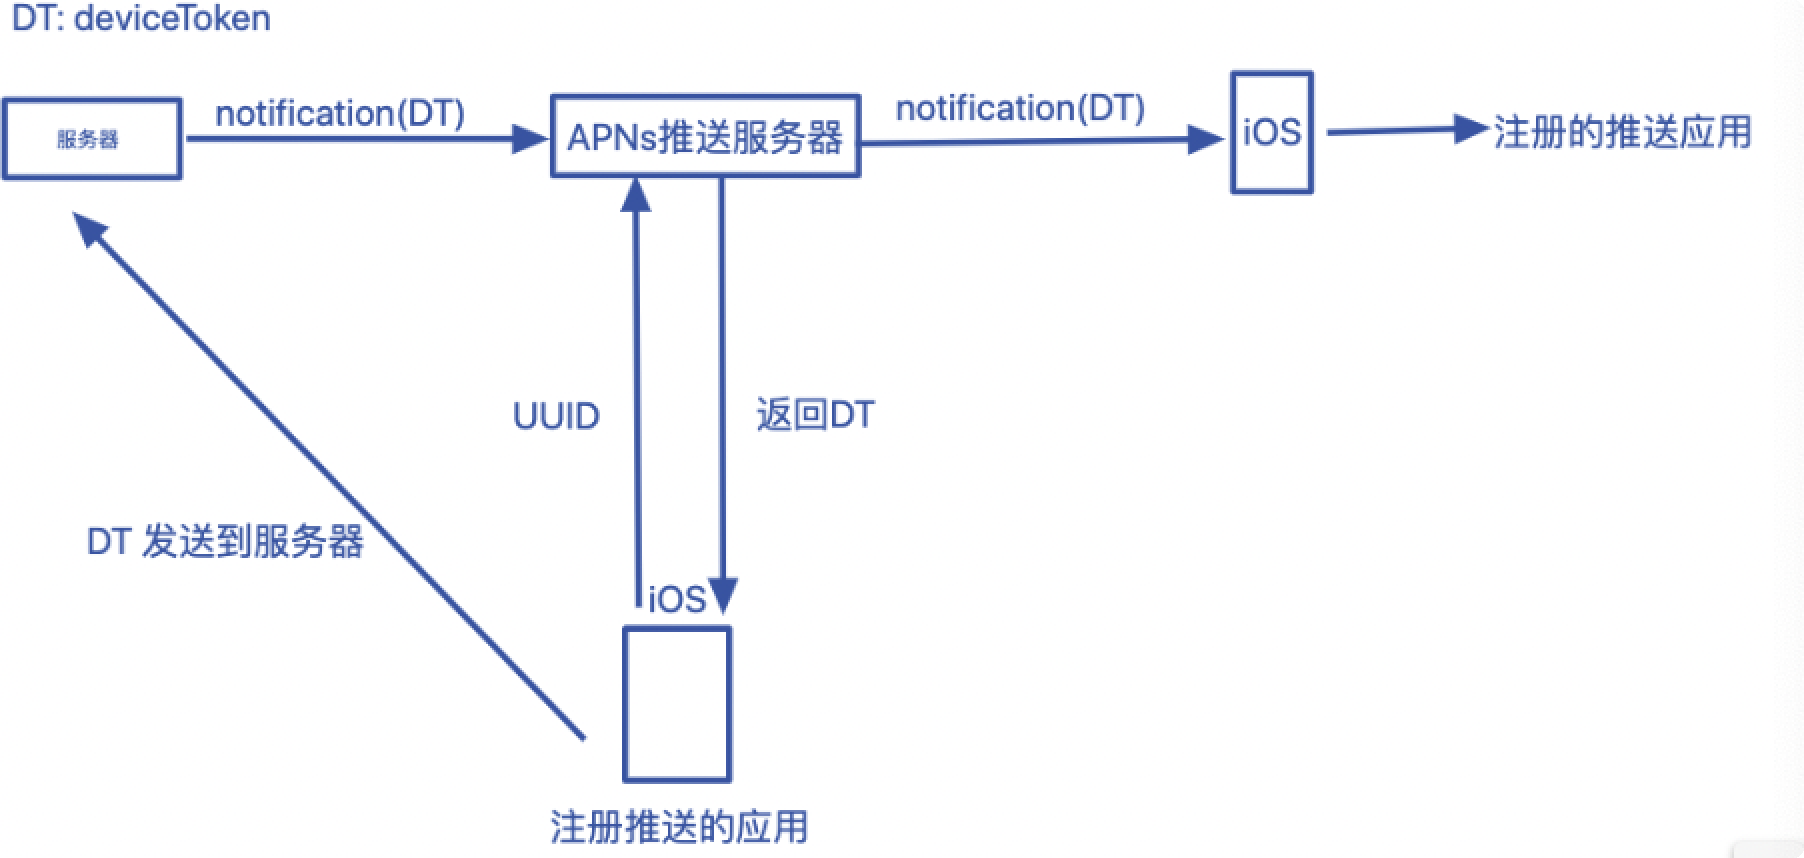 DT: deviceToken
服务器
notification(DT)
APNs推送服务器
notification(DT)
iOS
注册的推送应用
UUID
返回DT
DT 发送到服务器
iOS
注册推送的应用